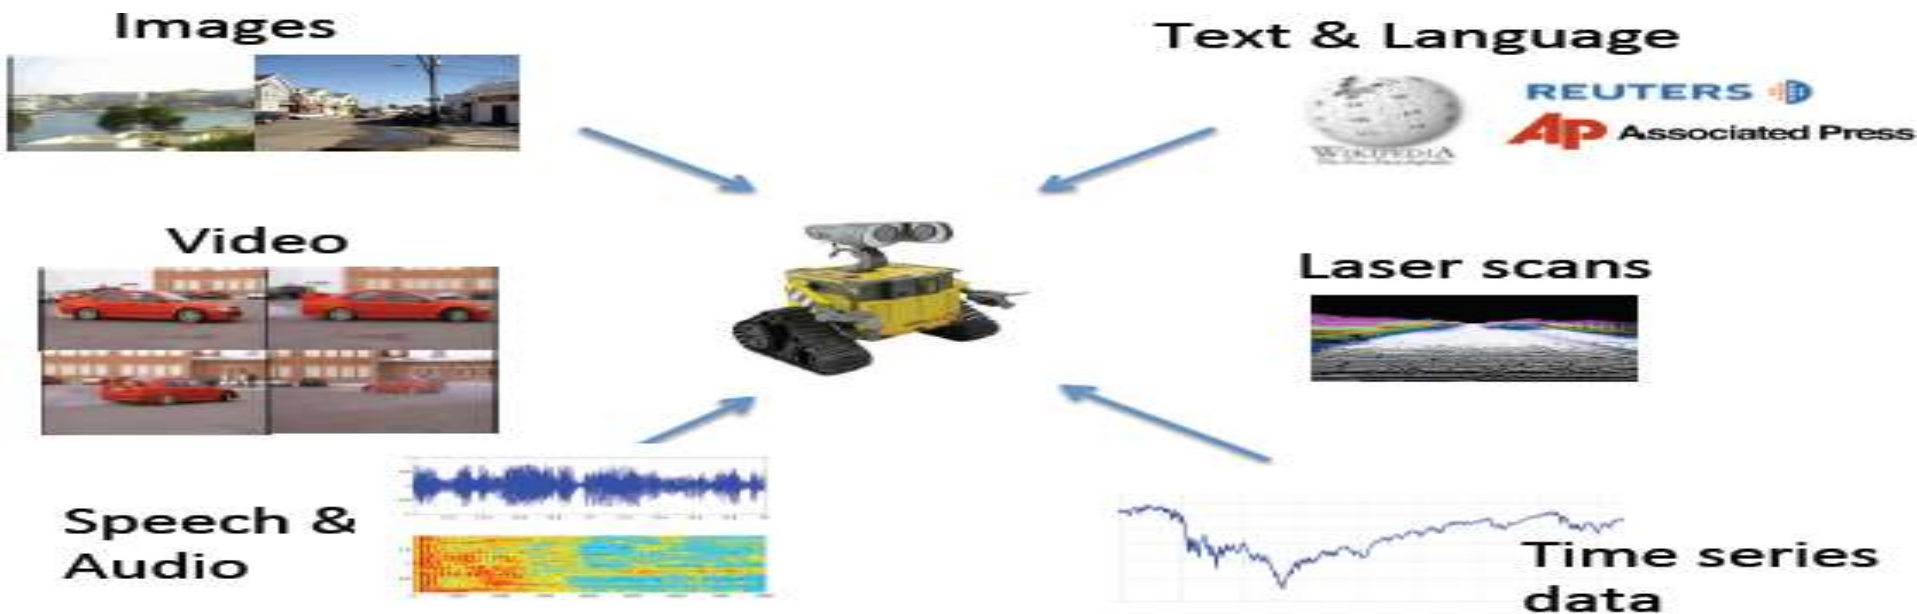 Images
Text & Language
REUTERS
AP Associated Press
WIKIPEDIA
Video
Laser scans
Speech &
Audio
Time series
data